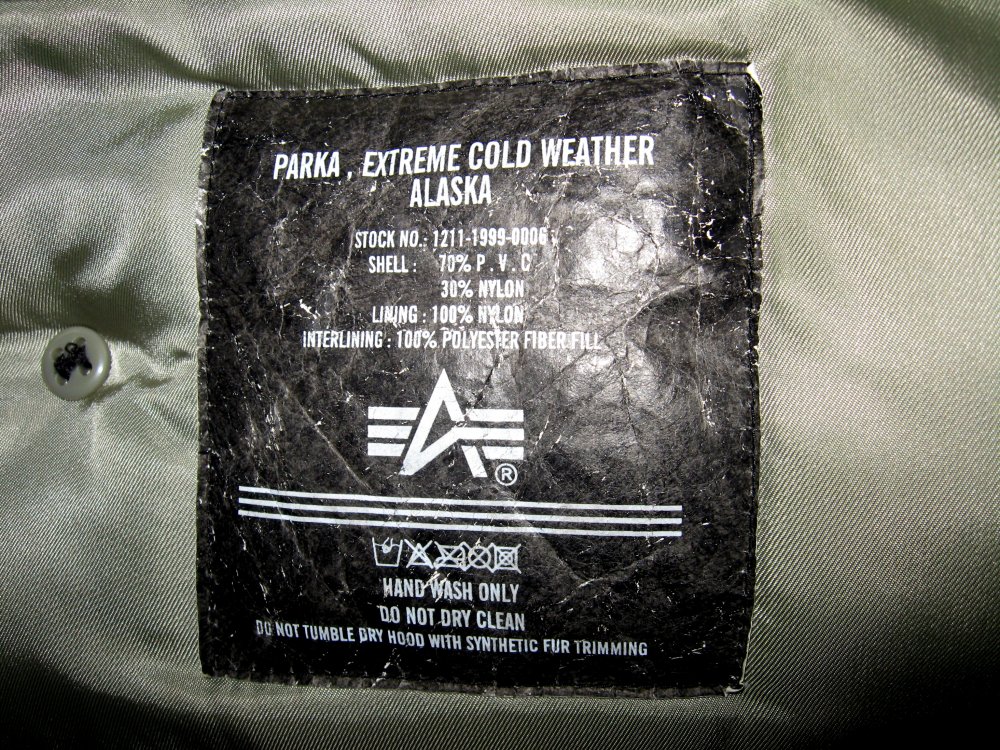 PARKA , EXTREME COLD WEATHER
ALASKA
STOCK NO.: 1211-1999-0006
SHELL : 70% P . V . C
30% NYLON
LINING : 100% NYLON
INTERLINING : 100% POLYESTER FIBER FILL
®
HAND WASH ONLY
DO NOT DRY CLEAN
DO NOT TUMBLE DRY HOOD WITH SYNTHETIC FUR TRIMMING